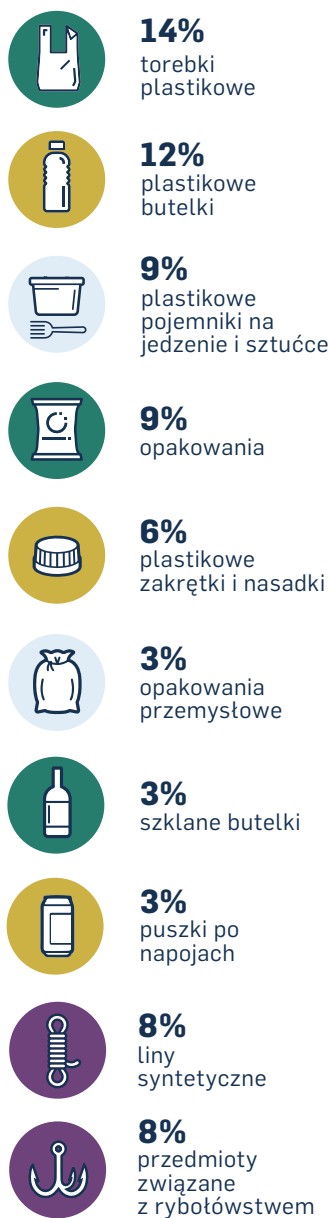 14%
torebki
plastikowe
12%
plastikowe
butelki
9%
plastikowe
pojemniki na
jedzenie i sztućce
9%
opakowania
6%
plastikowe
zakrętki i nasadki
3%
opakowania
przemysłowe
3%
szklane butelki
3%
puszki po
napojach
8%
liny
syntetyczne
8%
przedmioty
związane
z rybołówstwem